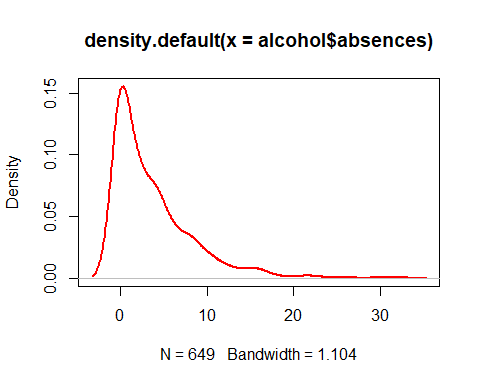 density.default(x = alcohol$absences)
Density
0.15
0.10
0.05
0.00
0 10 20 30
N = 649 Bandwidth = 1.104